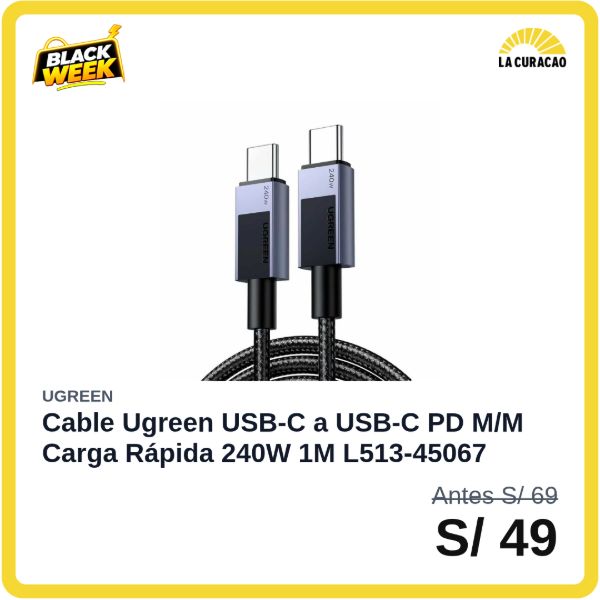 BLACK
WEEK
LA CURACAO
240W
UGREEN
240W
UGREEN
UGREEN
Cable Ugreen USB-C a USB-C PD M/M
Carga Rápida 240W 1M L513-45067
Antes S/ 69
S/ 49